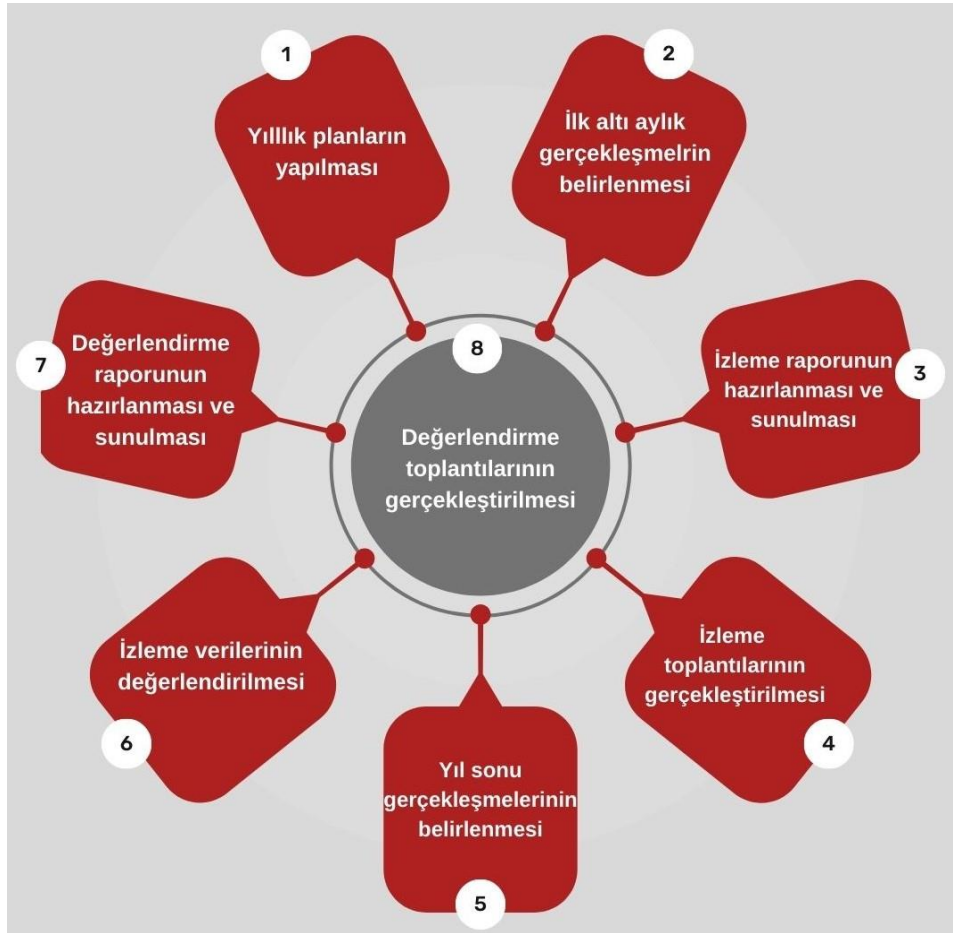 1
Yılllık planların
yapılması
2
İlk altı aylık
gerçekleşmelrin
belirlenmesi
3
İzleme raporunun
hazırlanması ve
sunulması
4
İzleme
toplantılarının
gerçekleştirilmesi
5
Yıl sonu
gerçekleşmelerinin
belirlenmesi
6
İzleme verilerinin
değerlendirilmesi
7
Değerlendirme
raporunun
hazırlanması ve
sunulması
8
Değerlendirme
toplantılarının
gerçekleştirilmesi